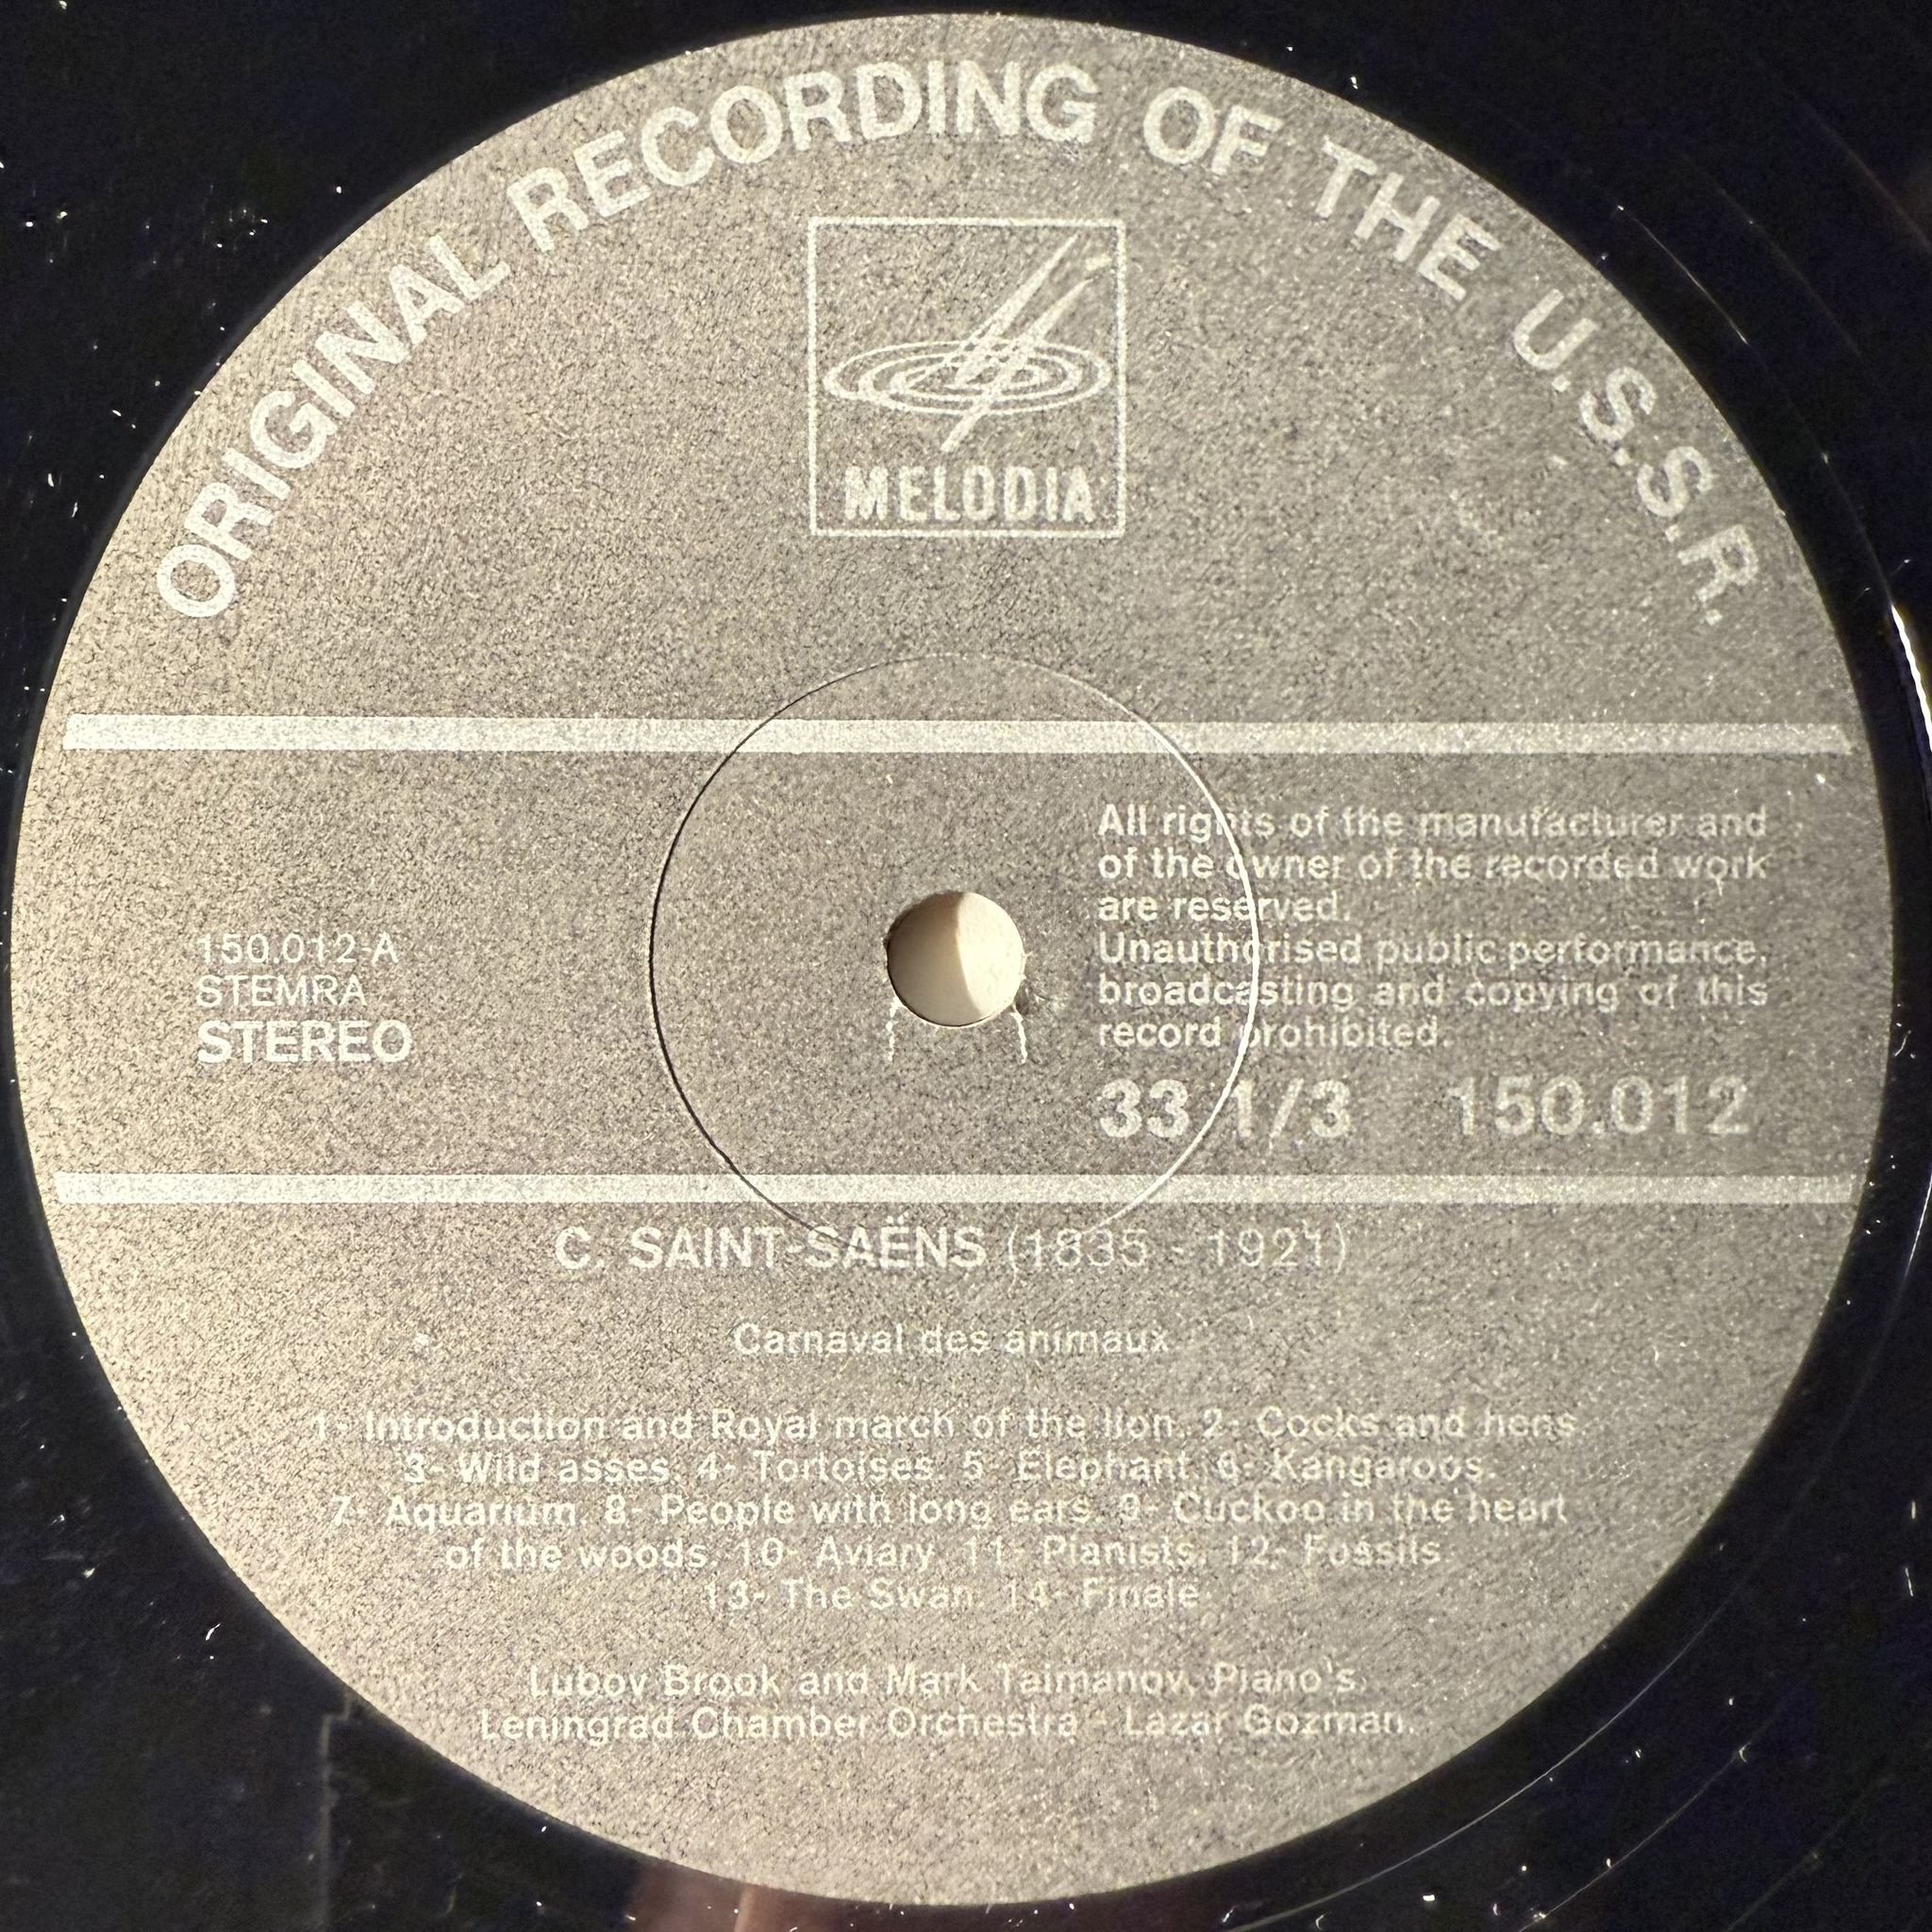 ORIGINAL RECORDING OF THE U.S.S.R.
MELODIA
All rights of the manufacturer and
of the owner of the recorded work
are reserved.
Unauthorised public performance,
broadcasting and copying of this
record prohibited.
150.012-A
STEMRA
STEREO
33 1/3 150.012
C. SAINT-SAËNS (1835 - 1921)
Carnaval des animaux
1- Introduction and Royal march of the lion. 2- Cocks and hens.
3- Wild asses. 4- Tortoises. 5- Elephant. 6- Kangaroos.
7- Aquarium. 8- People with long ears. 9- Cuckoo in the heart
of the woods. 10- Aviary. 11- Pianists. 12- Fossils.
13- The Swan. 14- Finale
Lubov Brook and Mark Taimanov, Piano's.
Leningrad Chamber Orchestra - Lazar Gozman.